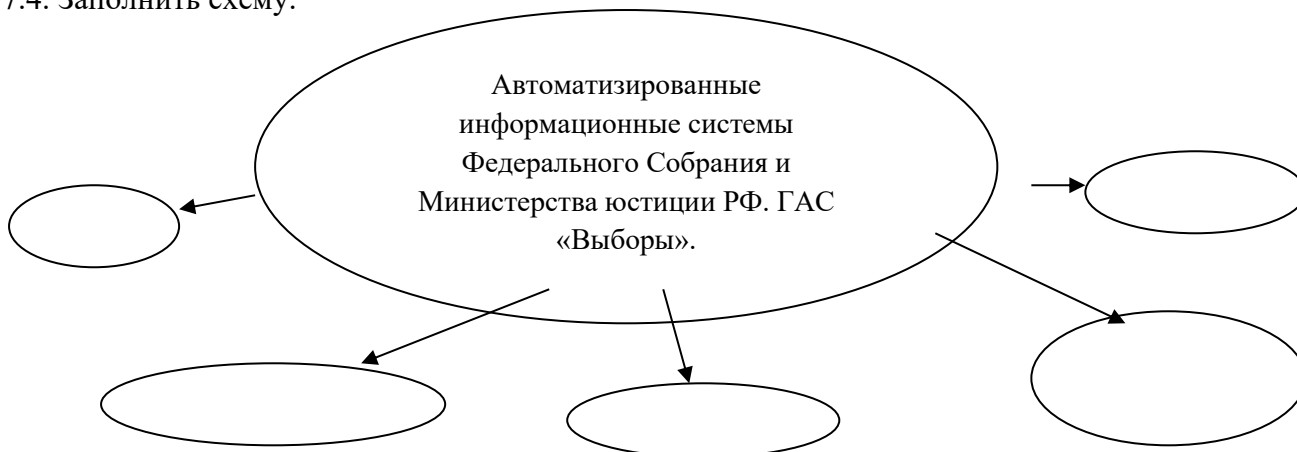 7.4. Заполнить схему:
Автоматизированные
информационные системы
Федерального Собрания и
Министерства юстиции РФ. ГАС
«Выборы».